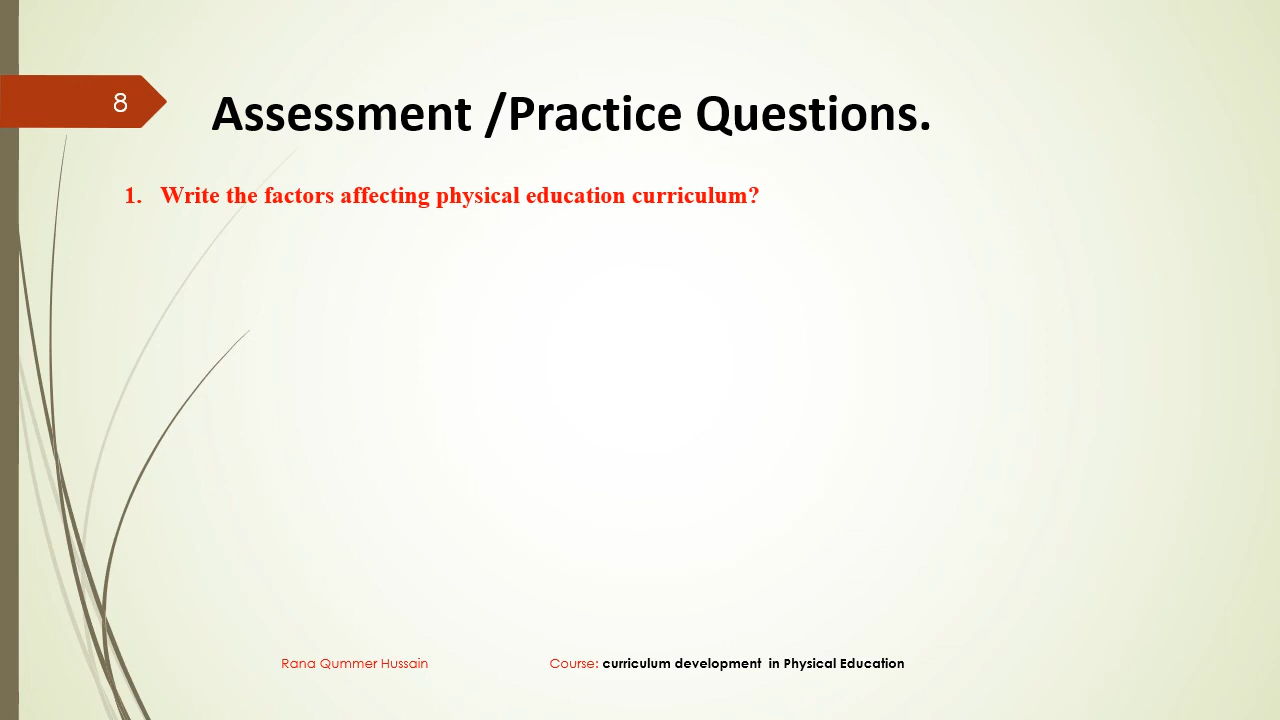 8
Assessment /Practice Questions.
1. Write the factors affecting physical education curriculum?
Rana Qummer Hussain
Course: curriculum development in Physical Education